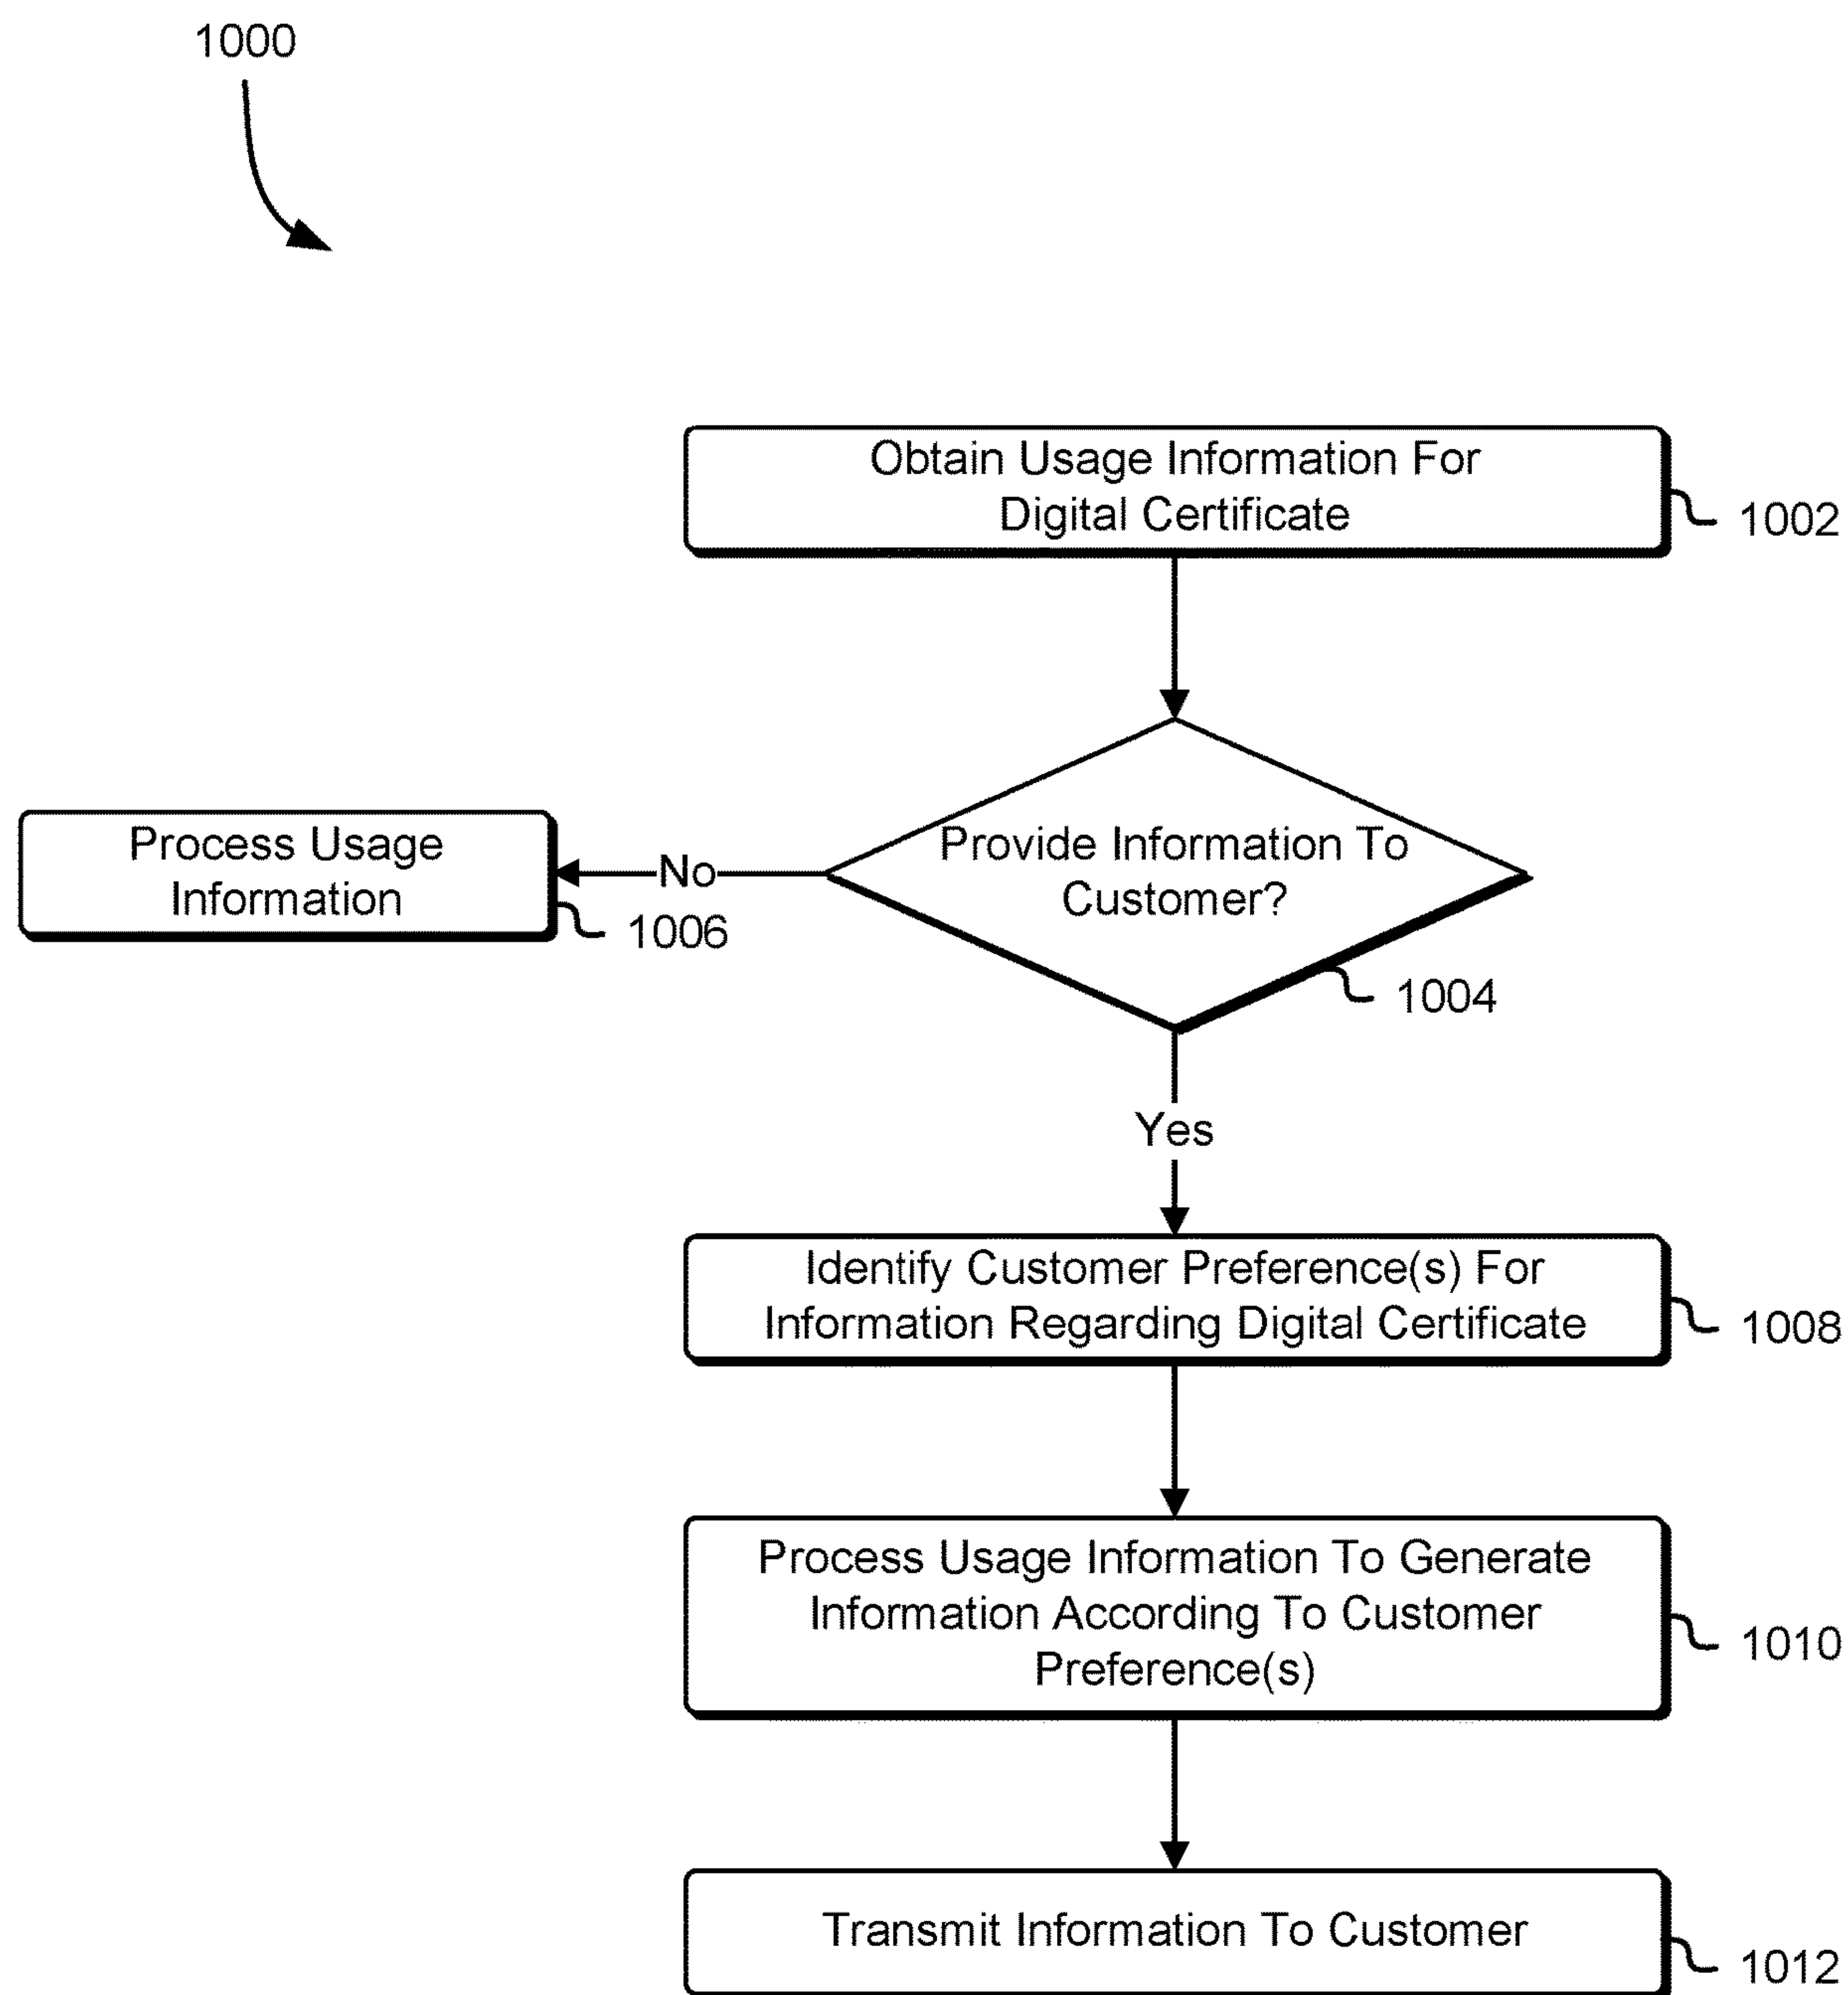 1000
Obtain Usage Information For
Digital Certificate
1002
Provide Information To
Customer?
1004
No
Process Usage
Information
1006
Yes
Identify Customer Preference(s) For
Information Regarding Digital Certificate
1008
Process Usage Information To Generate
Information According To Customer
Preference(s)
1010
Transmit Information To Customer
1012